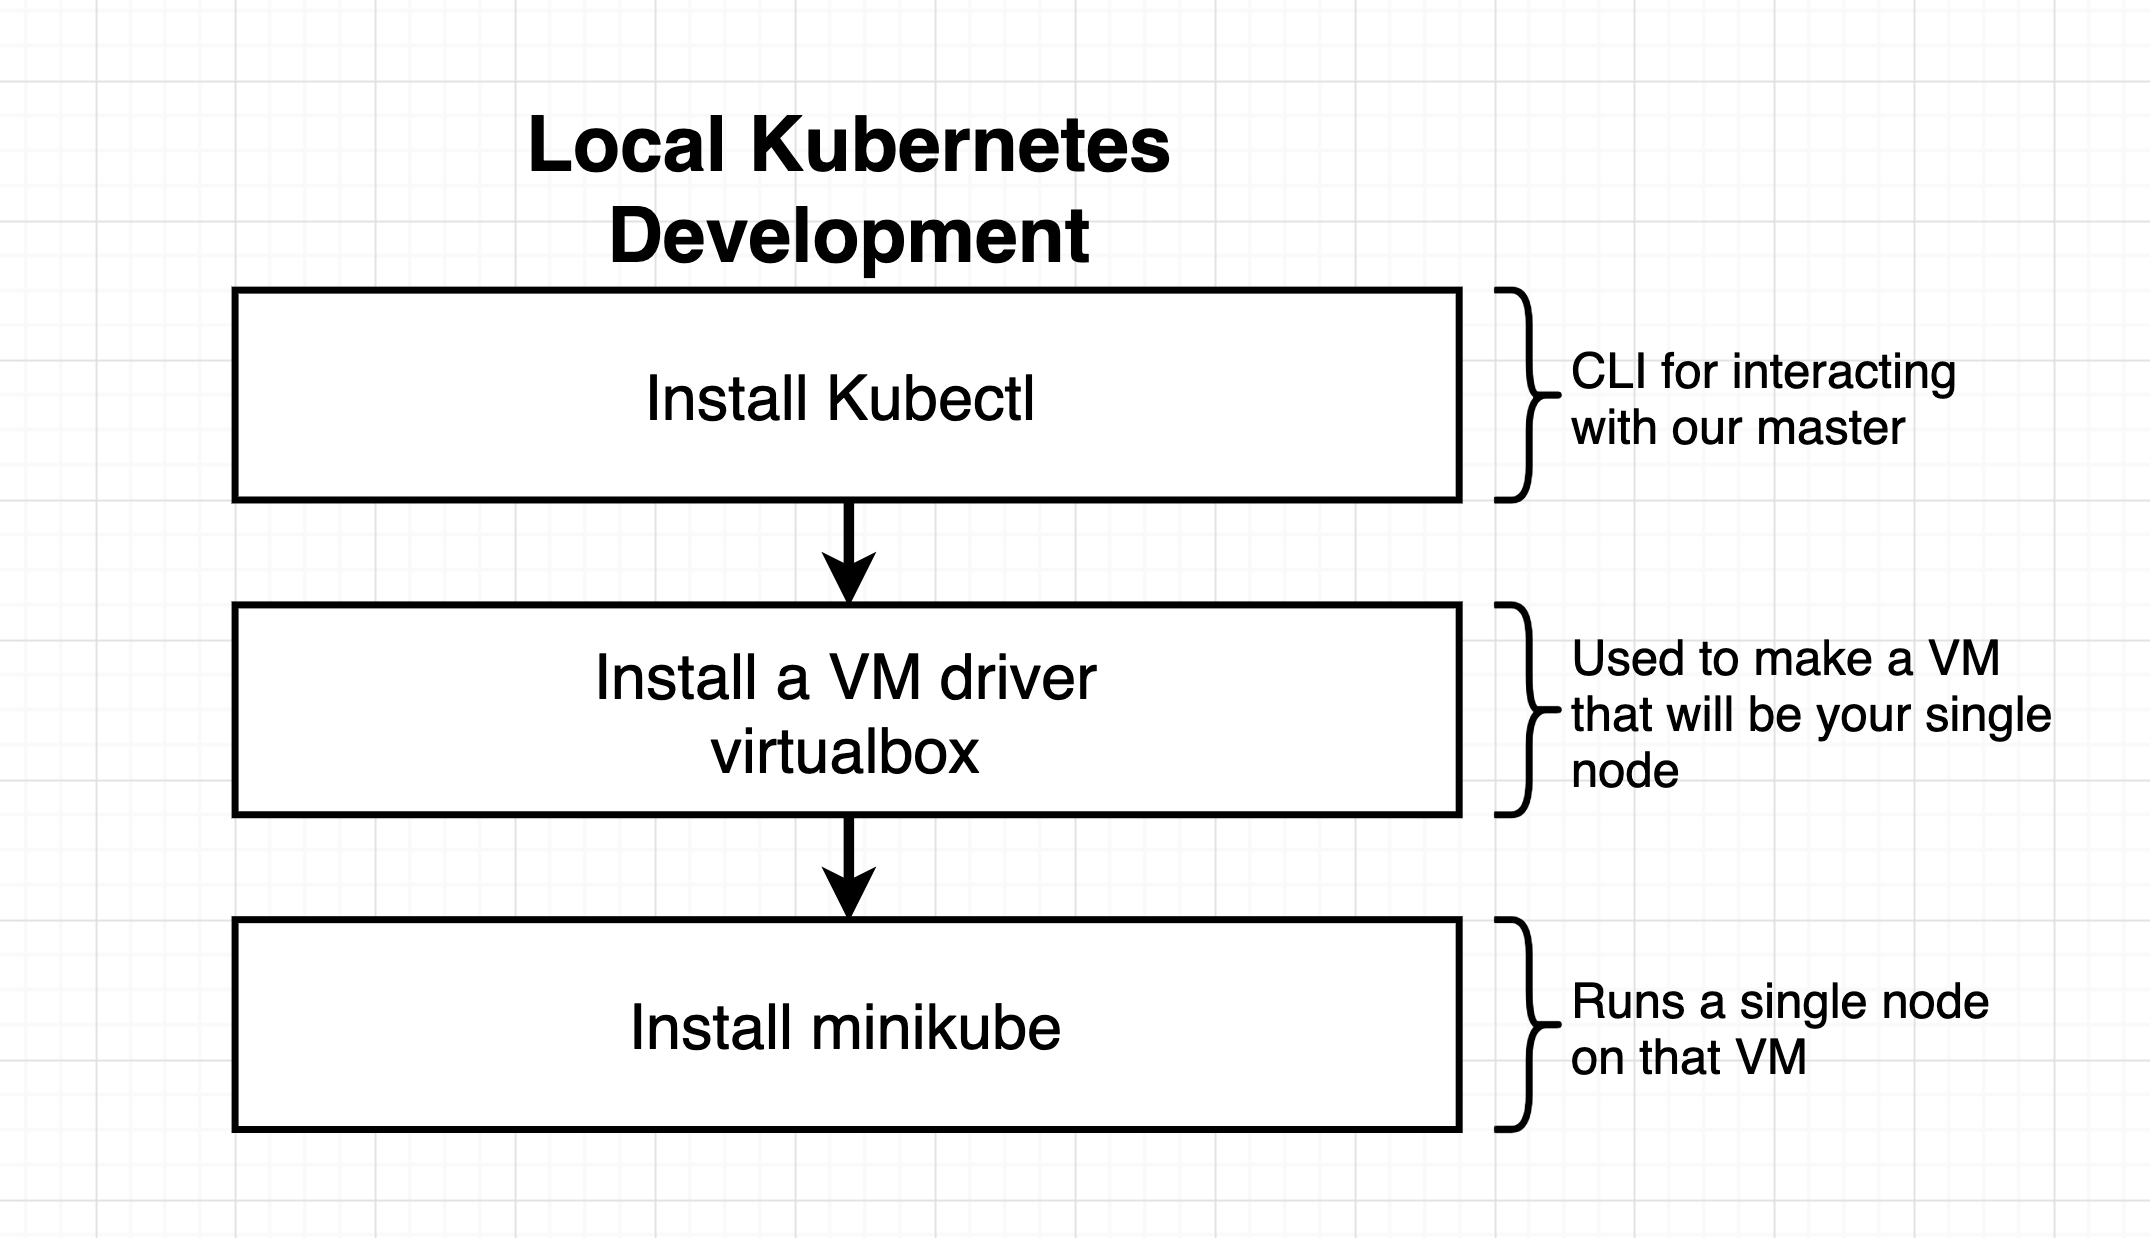 Local Kubernetes
Development
Install Kubectl
CLI for interacting
with our master
Install a VM driver
virtualbox
Used to make a VM
that will be your single
node
Install minikube
Runs a single node
on that VM